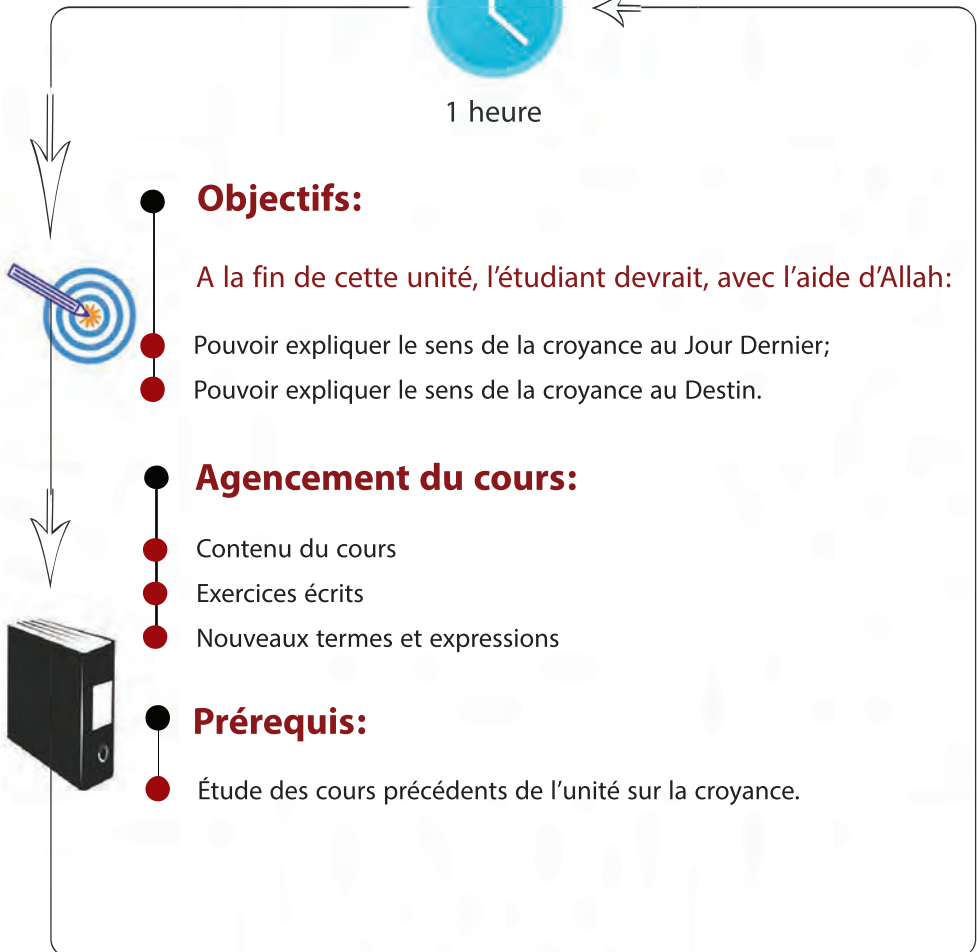 1 heure
Objectifs:
A la fin de cette unité, l’étudiant devrait, avec l’aide d’Allah:
Pouvoir expliquer le sens de la croyance au Jour Dernier;
Pouvoir expliquer le sens de la croyance au Destin.
Agencement du cours:
Contenu du cours
Exercices écrits
Nouveaux termes et expressions
Prérequis:
Étude des cours précédents de l’unité sur la croyance.